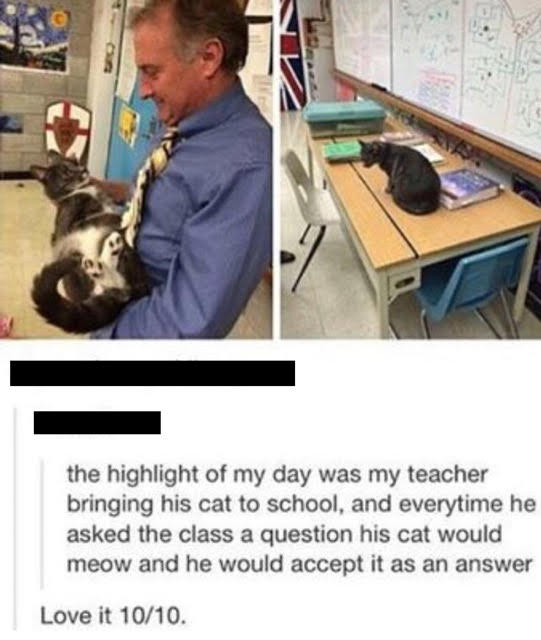 the highlight of my day was my teacher
bringing his cat to school, and everytime he
asked the class a question his cat would
meow and he would accept it as an answer
Love it 10/10.